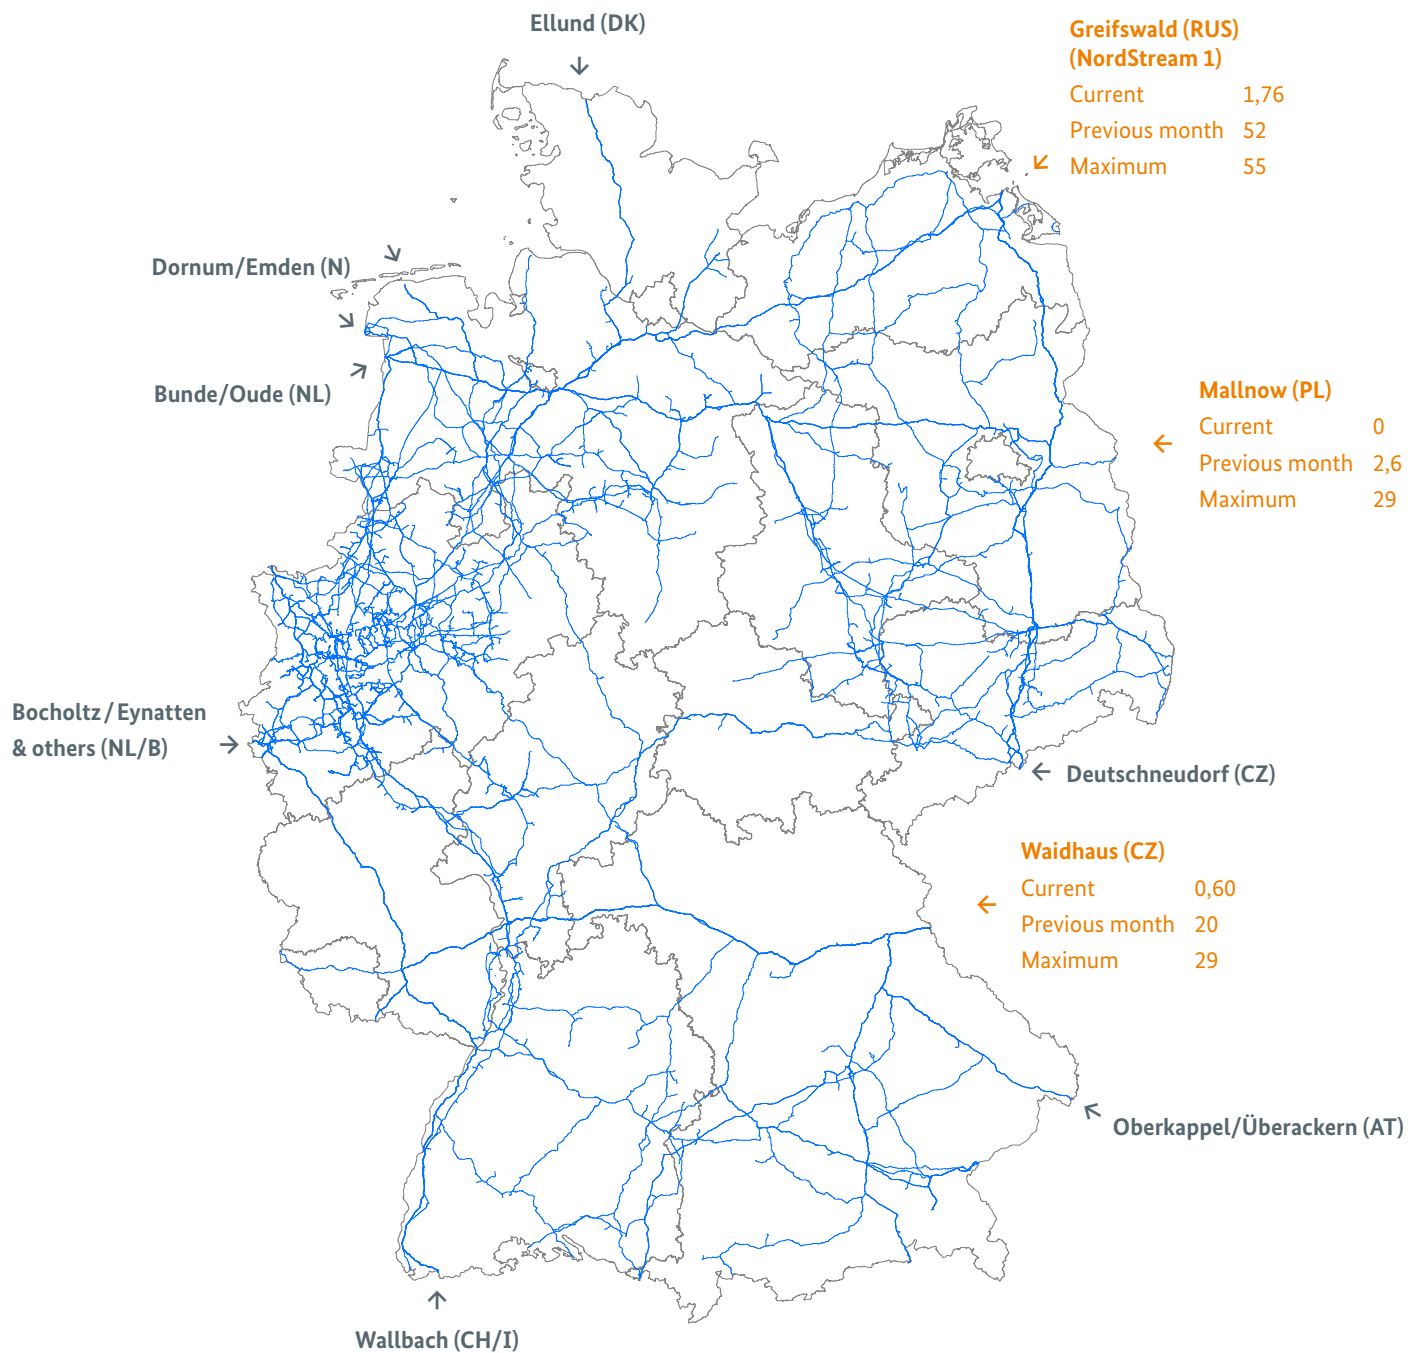 Ellund (DK)
Greifswald (RUS)
(NordStream 1)
Current 1,76
Previous month 52
Maximum 55
Dornum/Emden (N)
Bunde/Oude (NL)
Mallnow (PL)
Current 0
Previous month 2,6
Maximum 29
Bocholtz / Eynatten
& others (NL/B)
Deutschneudorf (CZ)
Waidhaus (CZ)
Current 0,60
Previous month 20
Maximum 29
Oberkappel/Überackern (AT)
Wallbach (CH/I)